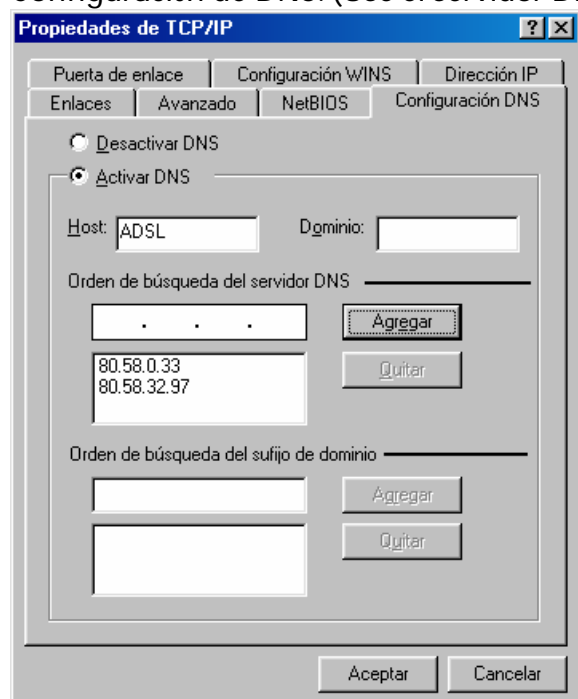 Propiedades de TCP/IP
Puerta de enlace Configuración WINS Dirección IP
Enlaces Avanzado NetBIOS Configuración DNS
Desactivar DNS
Activar DNS
Host: ADSL Dominio:
Orden de búsqueda del servidor DNS
. . . Agregar
80.58.0.33 Quitar
80.58.32.97
Orden de búsqueda del sufijo de dominio
Agregar
Quitar
Aceptar Cancelar